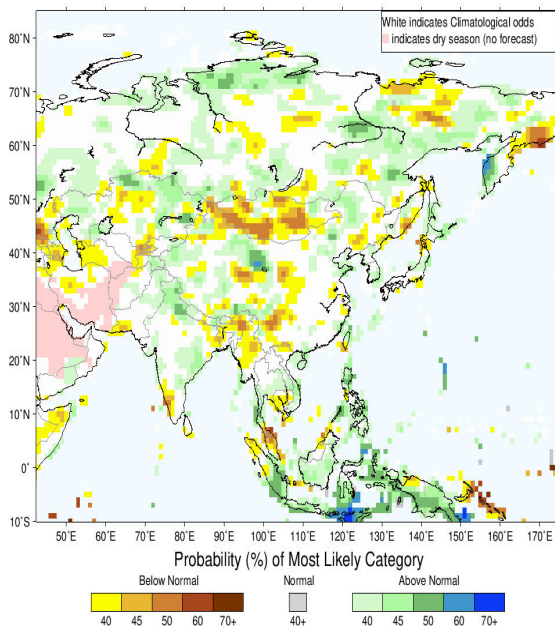 White indicates Climatological odds
indicates dry season (no forecast)
80°N
70°N
60°N
50°N
40°N
30°N
20°N
10°N
0°
10°S
50°E 60°E 70°E 80°E 90°E 100°E 110°E 120°E 130°E 140°E 150°E 160°E 170°E
Probability (%) of Most Likely Category
Below Normal Normal Above Normal
40 45 50 60 70+ 40+ 40 45 50 60 70+